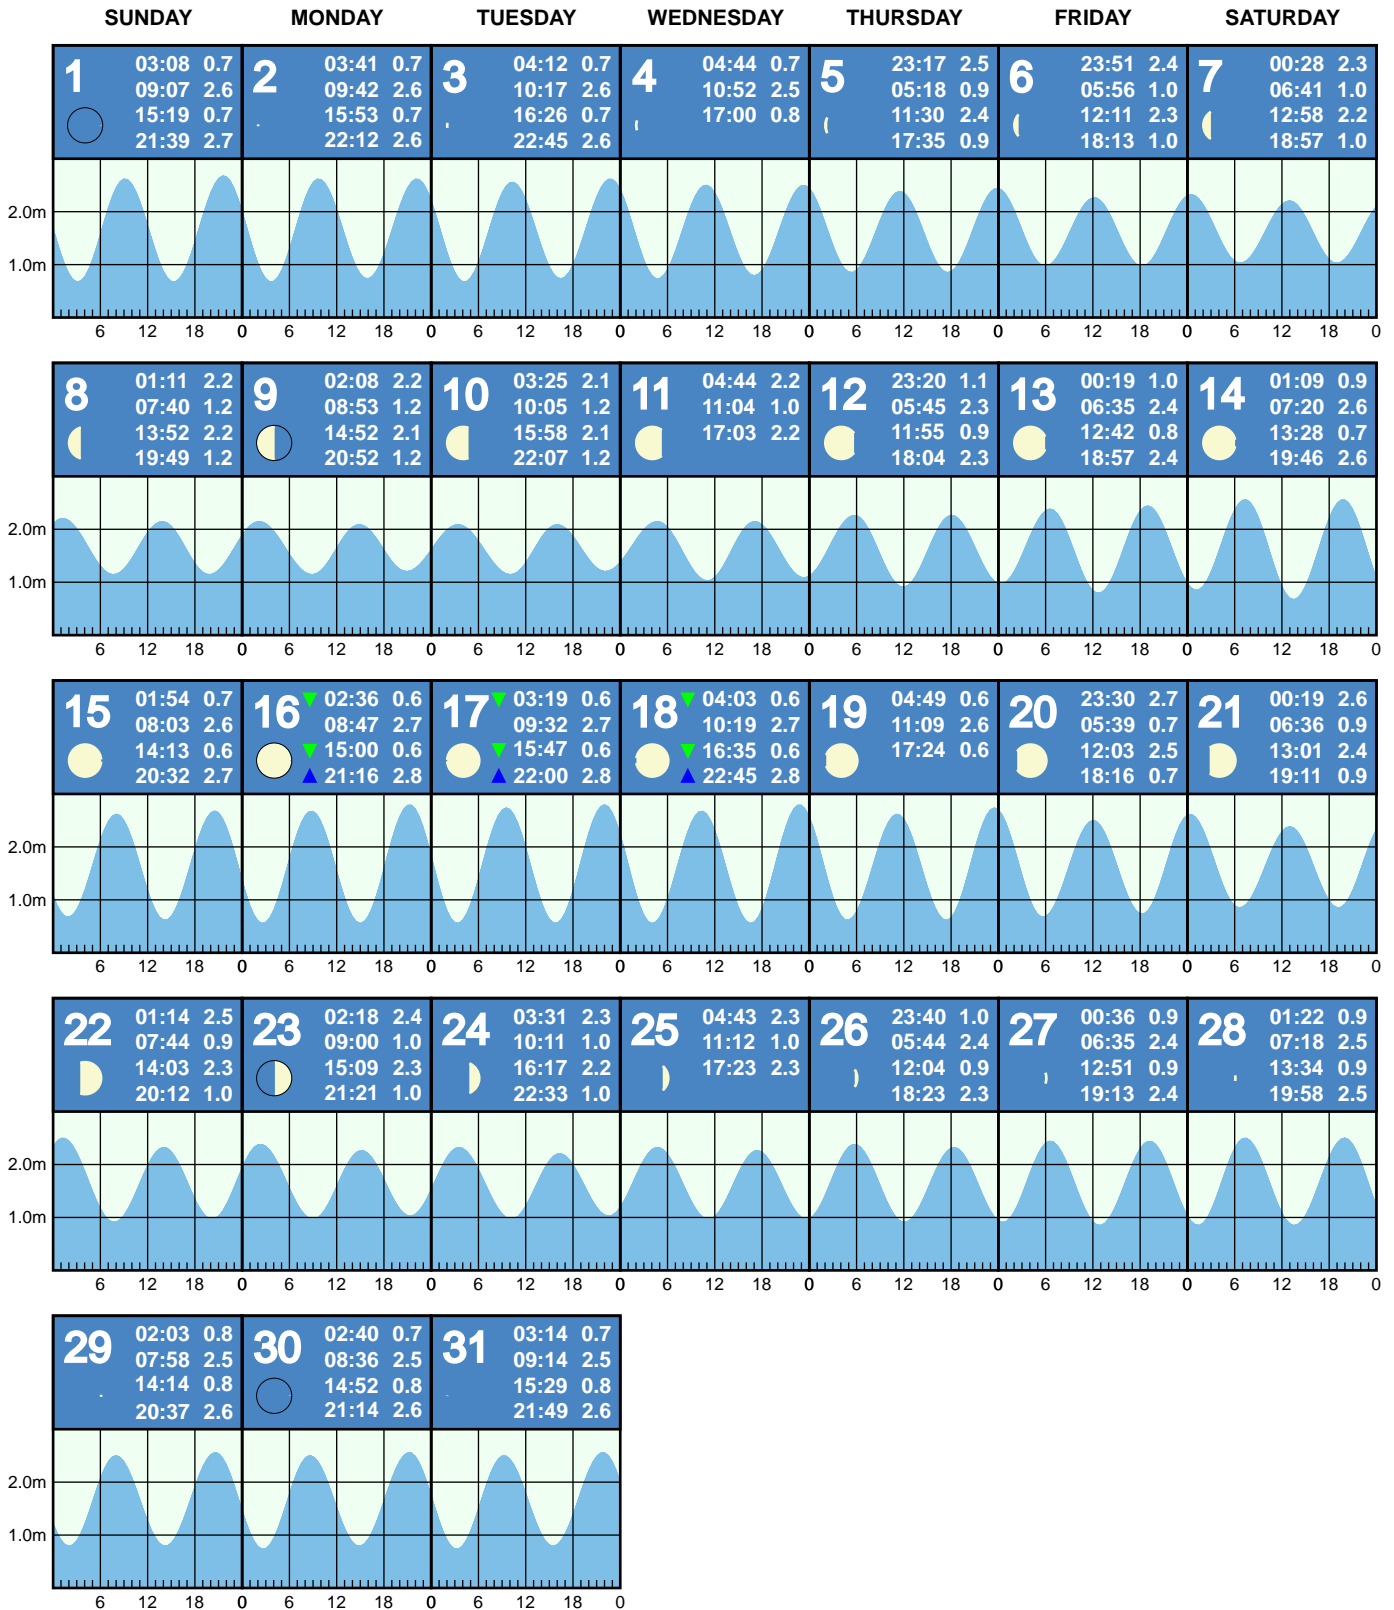 SUNDAY MONDAY TUESDAY WEDNESDAY THURSDAY FRIDAY SATURDAY
1 03:08 0.7
09:07 2.6
15:19 0.7
21:39 2.7
2 03:41 0.7
09:42 2.6
15:53 0.7
22:12 2.6
3 04:12 0.7
10:17 2.6
16:26 0.7
22:45 2.6
4 04:44 0.7
10:52 2.5
17:00 0.8
5 23:17 2.5
05:18 0.9
11:30 2.4
17:35 0.9
6 23:51 2.4
05:56 1.0
12:11 2.3
18:13 1.0
7 00:28 2.3
06:41 1.0
12:58 2.2
18:57 1.0
2.0m
1.0m
6 12 18 0 6 12 18 0 6 12 18 0 6 12 18 0 6 12 18 0 6 12 18 0 6 12 18 0
8 01:11 2.2
07:40 1.2
13:52 2.2
19:49 1.2
9 02:08 2.2
08:53 1.2
14:52 2.1
20:52 1.2
10 03:25 2.1
10:05 1.2
15:58 2.1
22:07 1.2
11 04:44 2.2
11:04 1.0
17:03 2.2
12 23:20 1.1
05:45 2.3
11:55 0.9
18:04 2.3
13 00:19 1.0
06:35 2.4
12:42 0.8
18:57 2.4
14 01:09 0.9
07:20 2.6
13:28 0.7
19:46 2.6
2.0m
1.0m
6 12 18 0 6 12 18 0 6 12 18 0 6 12 18 0 6 12 18 0 6 12 18 0 6 12 18 0
15 01:54 0.7
08:03 2.6
14:13 0.6
20:32 2.7
16 02:36 0.6
08:47 2.7
15:00 0.6
21:16 2.8
17 03:19 0.6
09:32 2.7
15:47 0.6
22:00 2.8
18 04:03 0.6
10:19 2.7
16:35 0.6
22:45 2.8
19 04:49 0.6
11:09 2.6
17:24 0.6
20 23:30 2.7
05:39 0.7
12:03 2.5
18:16 0.7
21 00:19 2.6
06:36 0.9
13:01 2.4
19:11 0.9
2.0m
1.0m
6 12 18 0 6 12 18 0 6 12 18 0 6 12 18 0 6 12 18 0 6 12 18 0 6 12 18 0
22 01:14 2.5
07:44 0.9
14:03 2.3
20:12 1.0
23 02:18 2.4
09:00 1.0
15:09 2.3
21:21 1.0
24 03:31 2.3
10:11 1.0
16:17 2.2
22:33 1.0
25 04:43 2.3
11:12 1.0
17:23 2.3
26 23:40 1.0
05:44 2.4
12:04 0.9
18:23 2.3
27 00:36 0.9
06:35 2.4
12:51 0.9
19:13 2.4
28 01:22 0.9
07:18 2.5
13:34 0.9
19:58 2.5
2.0m
1.0m
6 12 18 0 6 12 18 0 6 12 18 0 6 12 18 0 6 12 18 0 6 12 18 0 6 12 18 0
29 02:03 0.8
07:58 2.5
14:14 0.8
20:37 2.6
30 02:40 0.7
08:36 2.5
14:52 0.8
21:14 2.6
31 03:14 0.7
09:14 2.5
15:29 0.8
21:49 2.6
2.0m
1.0m
6 12 18 0 6 12 18 0 6 12 18 0